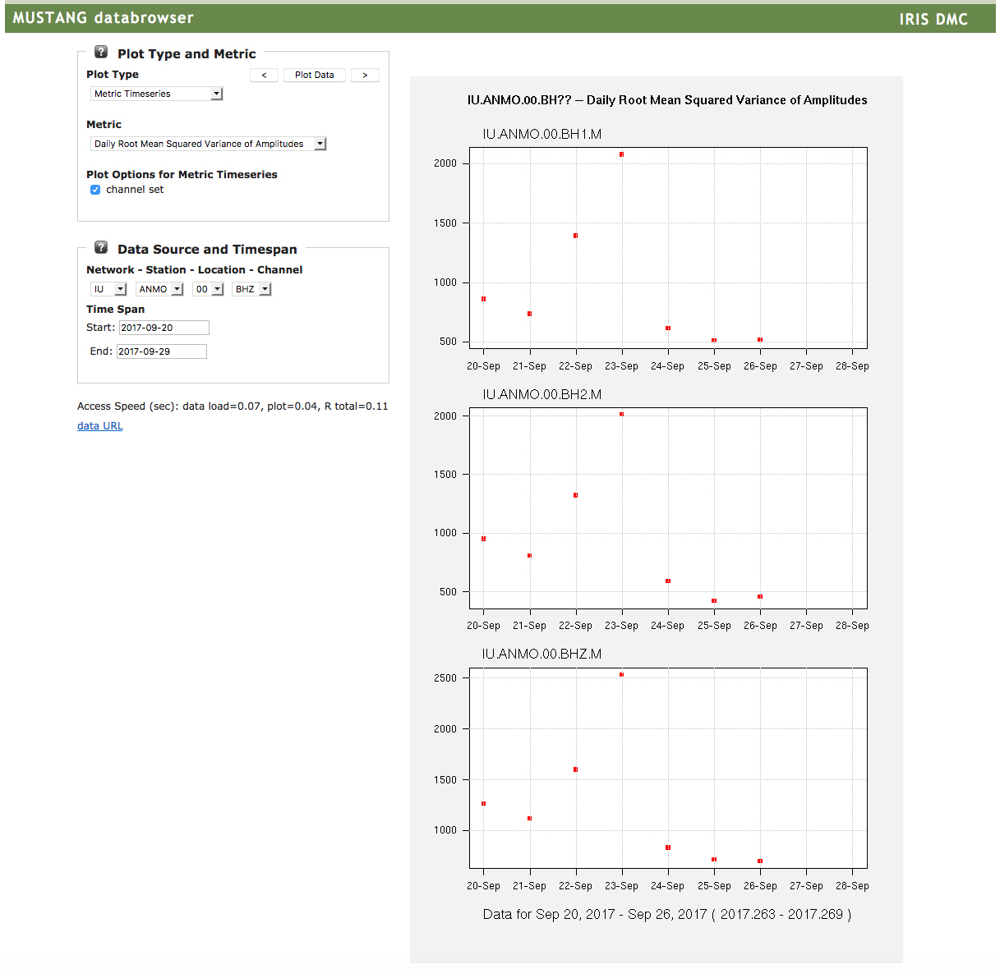 MUSTANG databrowser
IRIS DMC
? Plot Type and Metric
Plot Type
< Plot Data >
Metric Timeseries
Metric
Daily Root Mean Squared Variance of Amplitudes
Plot Options for Metric Timeseries
channel set
? Data Source and Timespan
Network - Station - Location - Channel
IU ANMO 00 BHZ
Time Span
Start: 2017-09-20
End: 2017-09-29
Access Speed (sec): data load=0.07, plot=0.04, R total=0.11
data URL
IU.ANMO.00.BH?? -- Daily Root Mean Squared Variance of Amplitudes
IU.ANMO.00.BH1.M
2000
1500
1000
500
20-Sep 21-Sep 22-Sep 23-Sep 24-Sep 25-Sep 26-Sep 27-Sep 28-Sep
IU.ANMO.00.BH2.M
2000
1500
1000
500
20-Sep 21-Sep 22-Sep 23-Sep 24-Sep 25-Sep 26-Sep 27-Sep 28-Sep
IU.ANMO.00.BHZ.M
2500
2000
1500
1000
20-Sep 21-Sep 22-Sep 23-Sep 24-Sep 25-Sep 26-Sep 27-Sep 28-Sep
Data for Sep 20, 2017 - Sep 26, 2017 ( 2017.263 - 2017.269 )